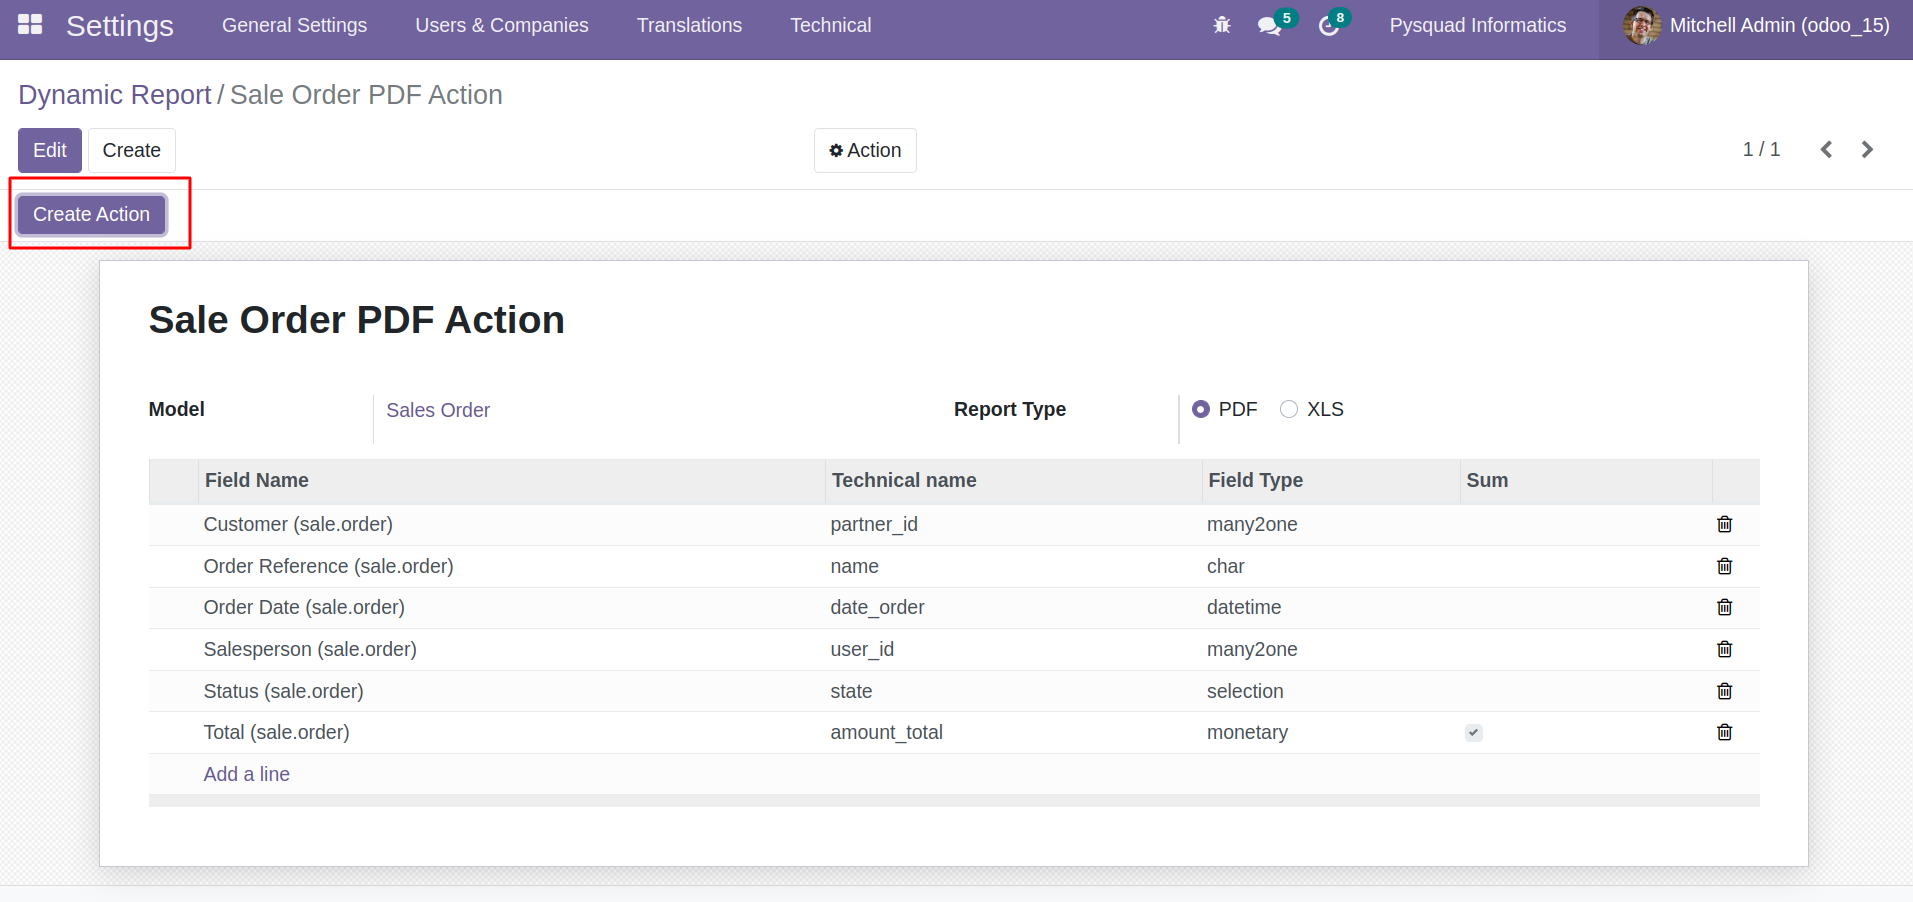 Settings General Settings Users & Companies Translations Technical 5 8 Pysquad Informatics Mitchell Admin (odoo_15)
Dynamic Report / Sale Order PDF Action
Edit Create Action 1 / 1
Create Action
Sale Order PDF Action
Model Sales Order Report Type PDF XLS
Field Name Technical name Field Type Sum
Customer (sale.order) partner_id many2one
Order Reference (sale.order) name char
Order Date (sale.order) date_order datetime
Salesperson (sale.order) user_id many2one
Status (sale.order) state selection
Total (sale.order) amount_total monetary
Add a line